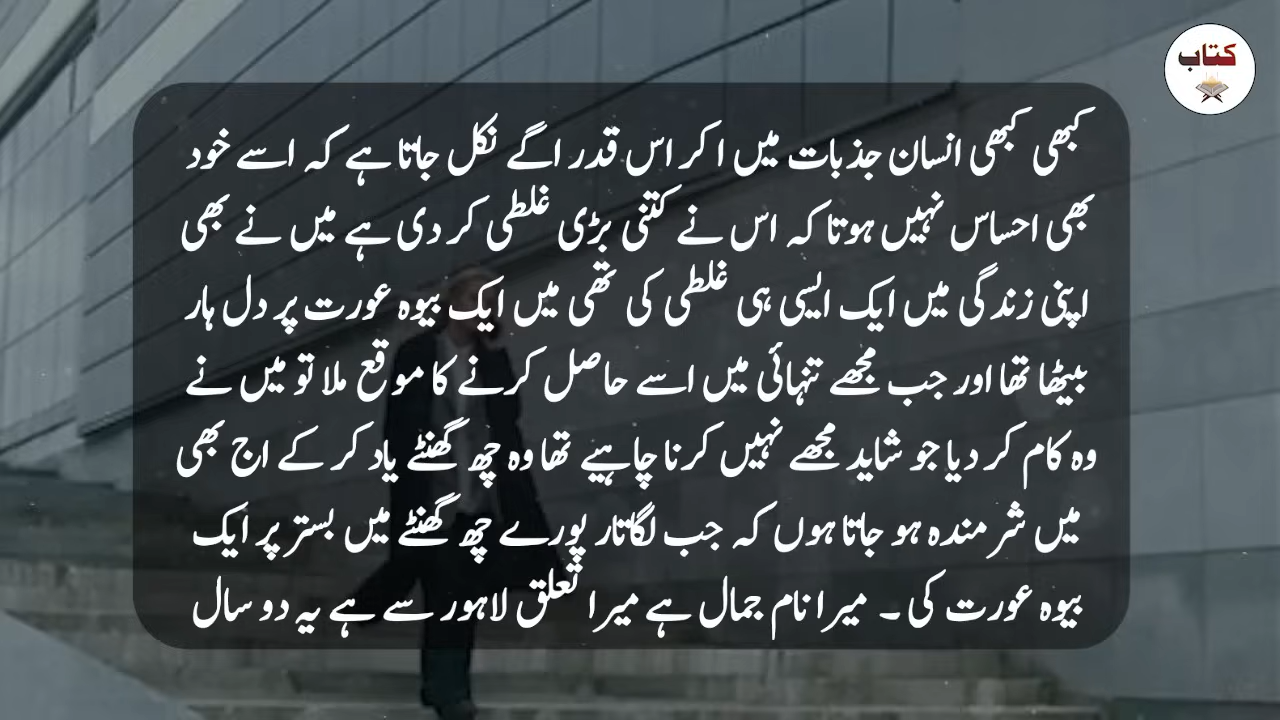 کتاب
کبھی کبھی انسان جذبات میں ا کر اس قدر اگے نکل جاتا ہے کہ اسے خود
بھی احساس نہیں ہوتا کہ اس نے کتنی بڑی غلطی کر دی ہے میں نے بھی
اپنی زندگی میں ایک ایسی ہی غلطی کی تھی میں ایک بیوہ عورت پر دل ہار
بیٹھا تھا اور جب مجھے تنہائی میں اسے حاصل کرنے کا موقع ملا تو میں نے
وہ کام کر دیا جو شاید مجھے نہیں کرنا چاہیے تھا وہ چھ گھنٹے یاد کر کے اج بھی
میں شرمندہ ہو جاتا ہوں کہ جب لگاتار پورے چھ گھنٹے میں بستر پر ایک
بیوہ عورت کی ۔ میرا نام جمال ہے میرا تعلق لاہور سے ہے یہ دو سال